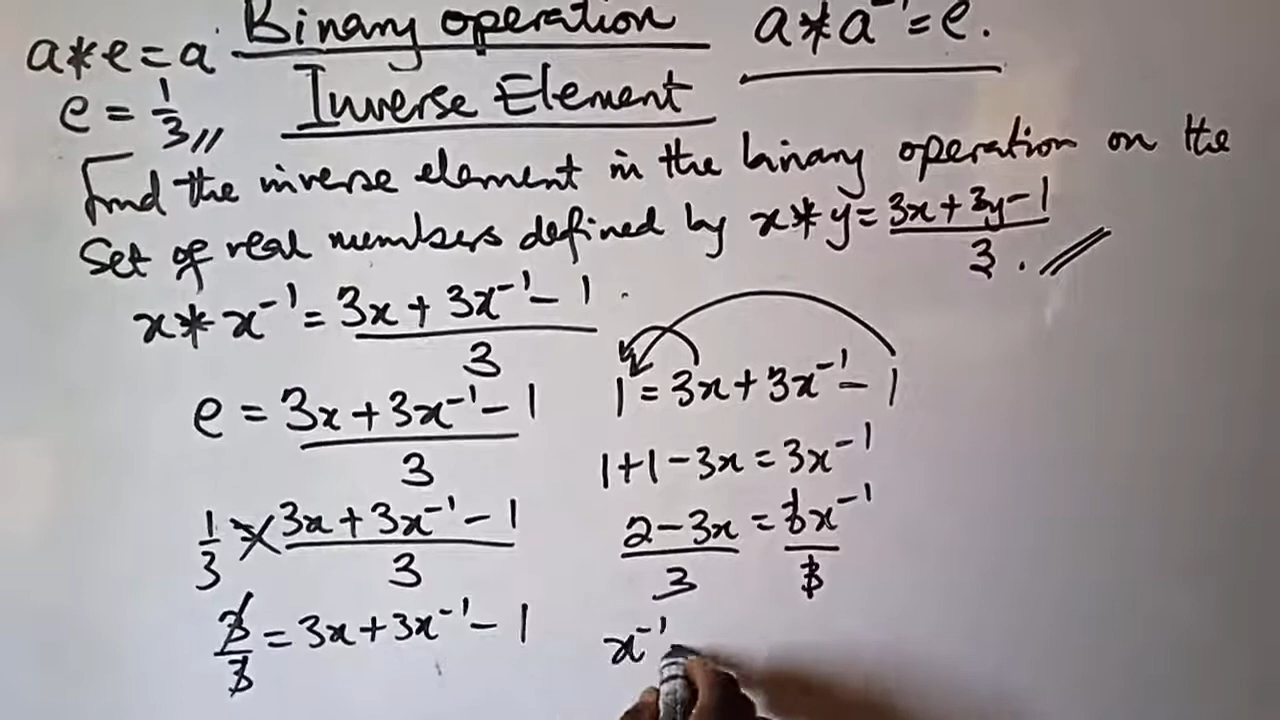 Binary operation
a*a⁻¹=e.
a*e=a
e=1/3
Inverse Element
Find the inverse element in the binary operation on the
Set of real numbers defined by x*y=(3x+3y-1)/3.
x*x⁻¹=(3x+3x⁻¹-1)/3
e=(3x+3x⁻¹-1)/3
1/3=(3x+3x⁻¹-1)/3
3/3=3x+3x⁻¹-1
1=3x+3x⁻¹-1
1+1-3x=3x⁻¹
(2-3x)/3=3x⁻¹/3
x⁻¹